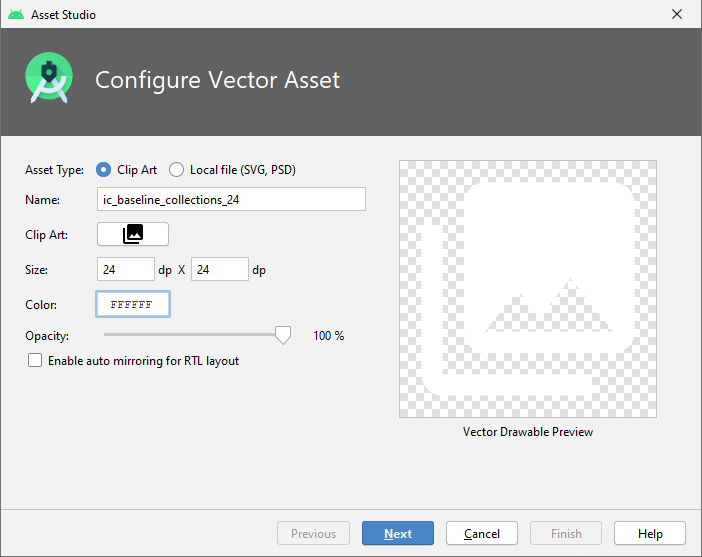 Asset Studio
Configure Vector Asset
Asset Type: Clip Art Local file (SVG, PSD)
Name: ic_baseline_collections_24
Clip Art:
Size: 24 dp X 24 dp
Color: FFFFFF
Opacity: 100 %
Enable auto mirroring for RTL layout
Vector Drawable Preview
Previous Next Cancel Finish Help